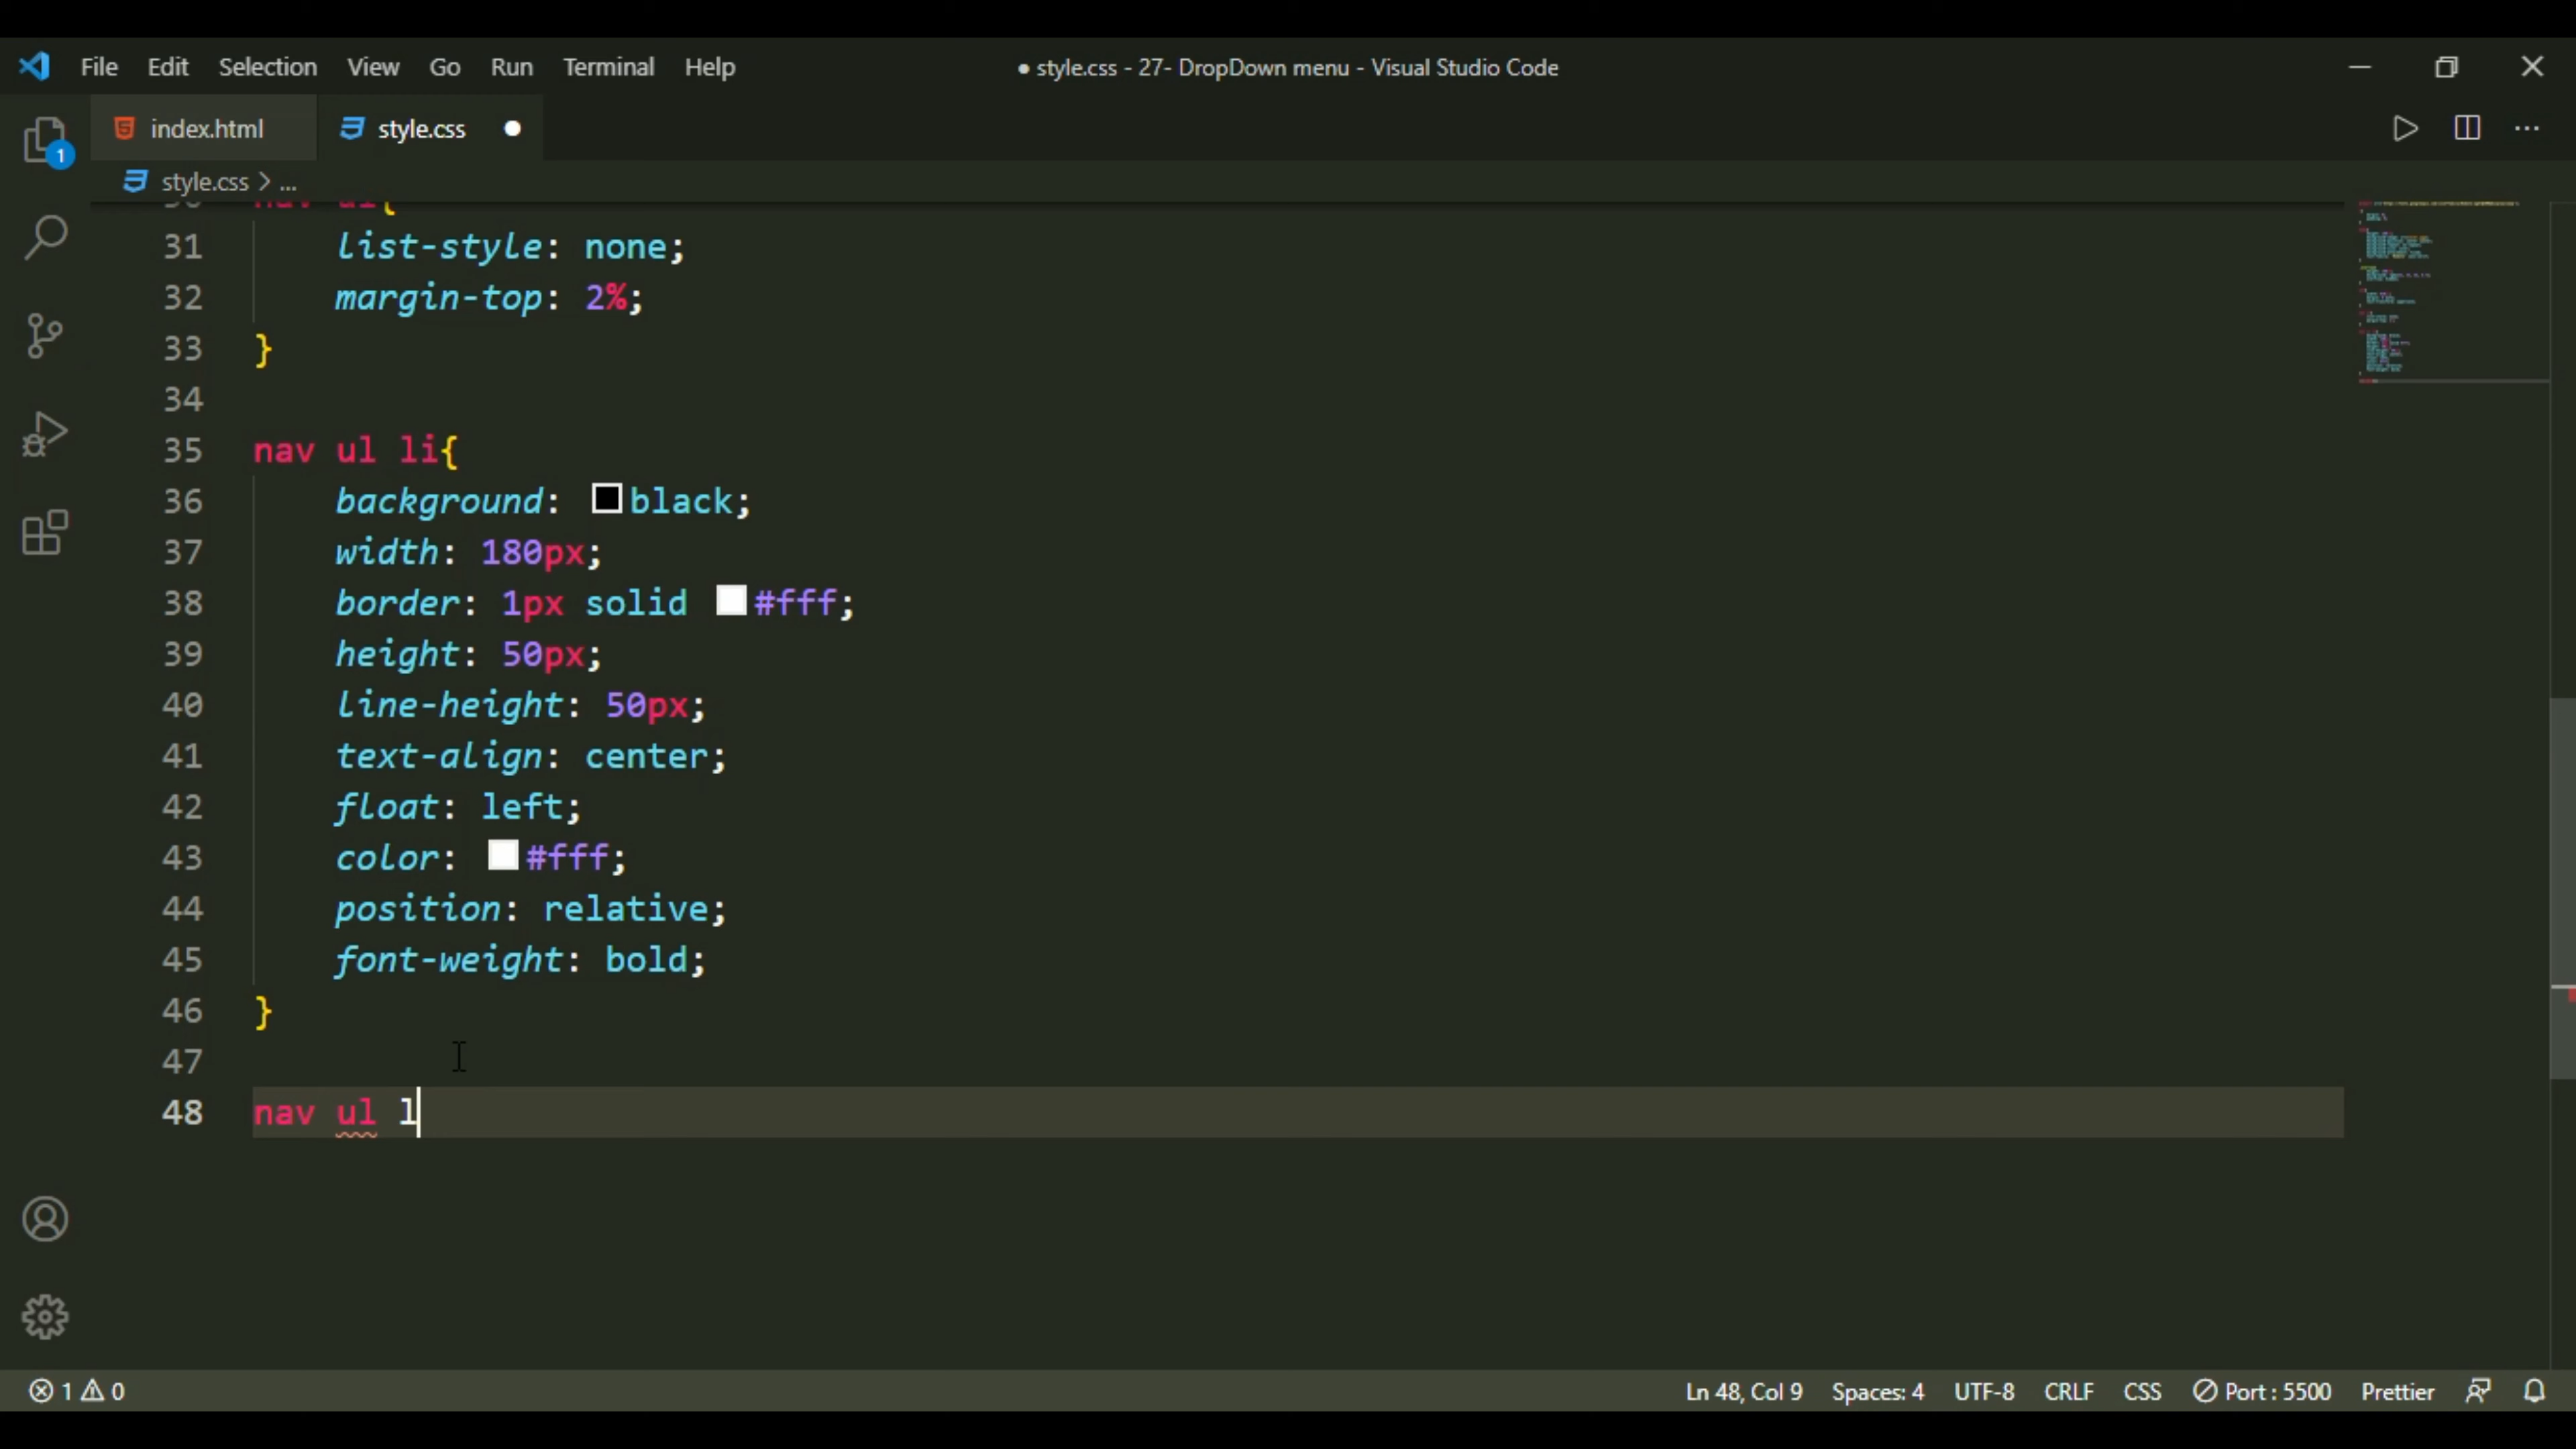 File Edit Selection View Go Run Terminal Help
● style.css - 27- DropDown menu - Visual Studio Code
index.html style.css
style.css > ...
30 nav ul{
31 list-style: none;
32 margin-top: 2%;
33 }
34
35 nav ul li{
36 background: black;
37 width: 180px;
38 border: 1px solid #fff;
39 height: 50px;
40 line-height: 50px;
41 text-align: center;
42 float: left;
43 color: #fff;
44 position: relative;
45 font-weight: bold;
46 }
47
48 nav ul l
1
1 0 Ln 48, Col 9 Spaces: 4 UTF-8 CRLF CSS Port : 5500 Prettier